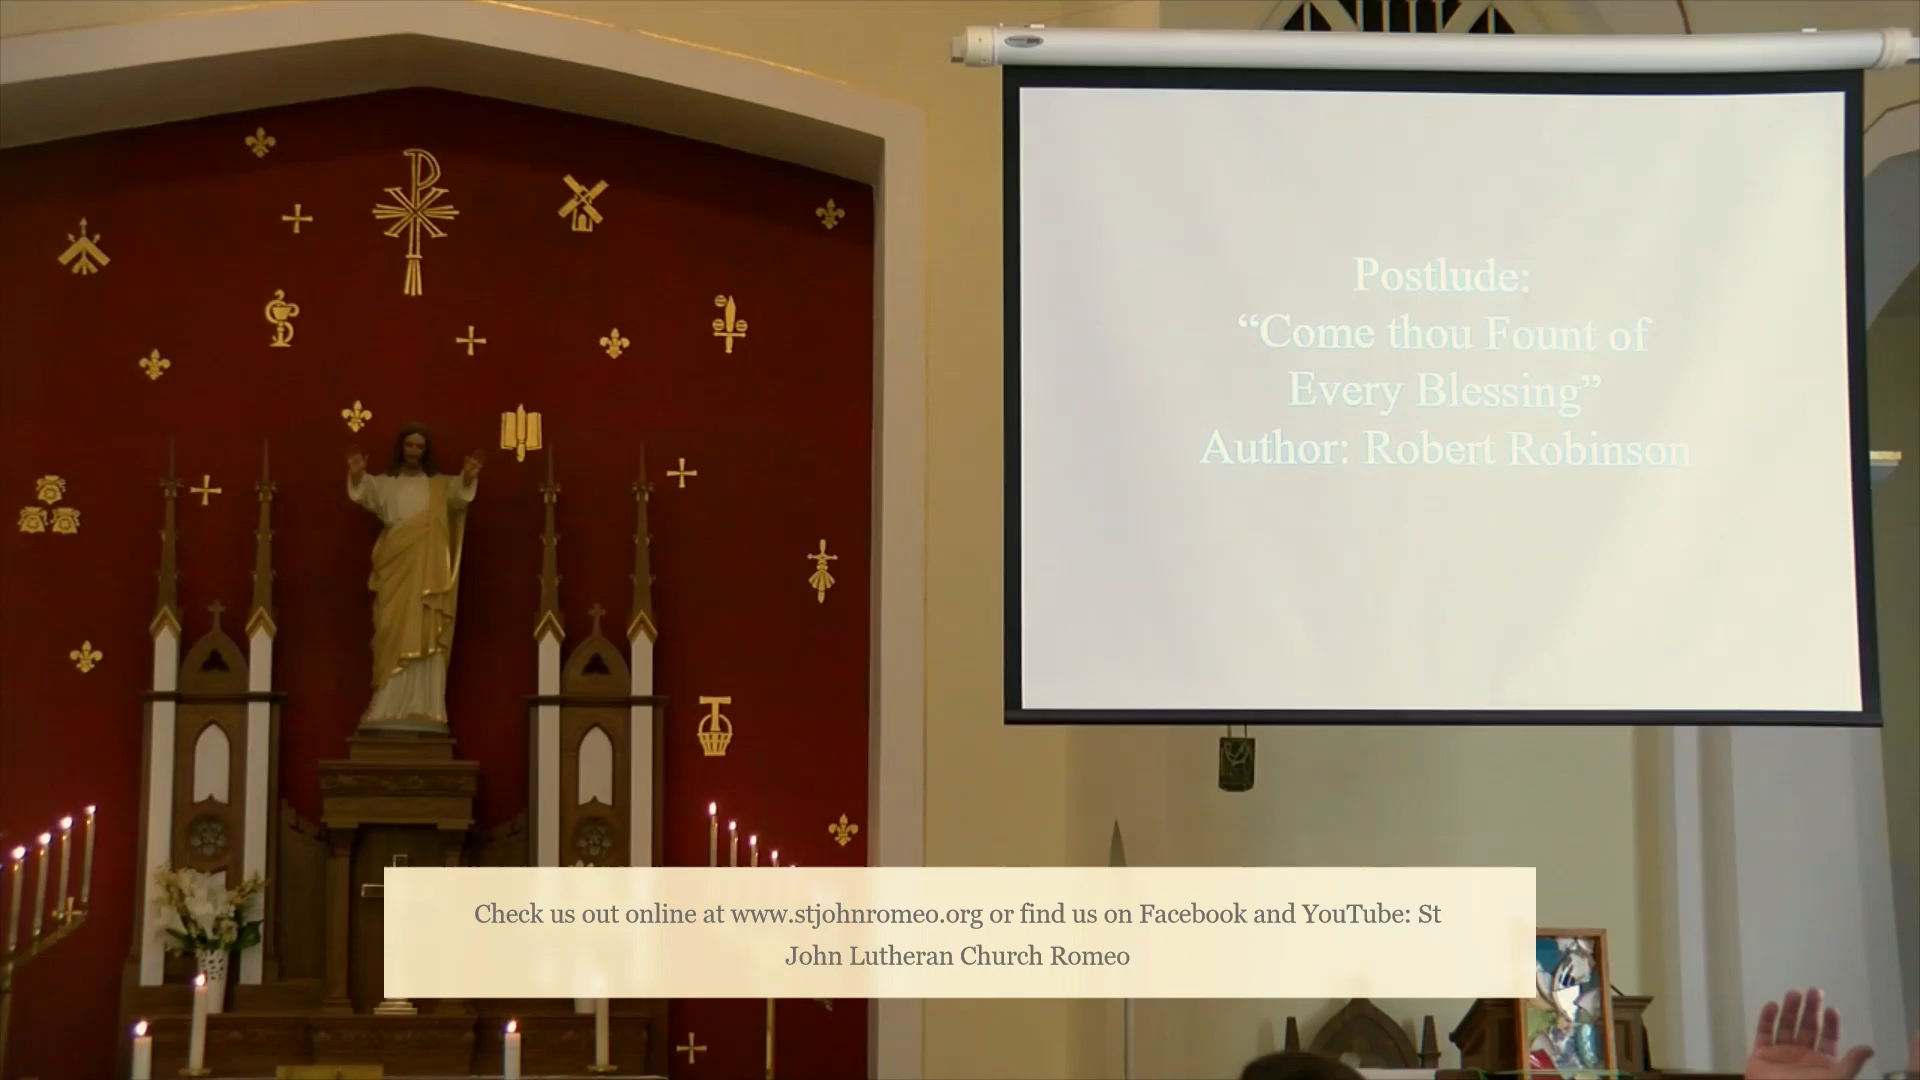 Postlude:
“Come thou Fount of
Every Blessing”
Author: Robert Robinson
Check us out online at www.stjohnromeo.org or find us on Facebook and YouTube: St
John Lutheran Church Romeo